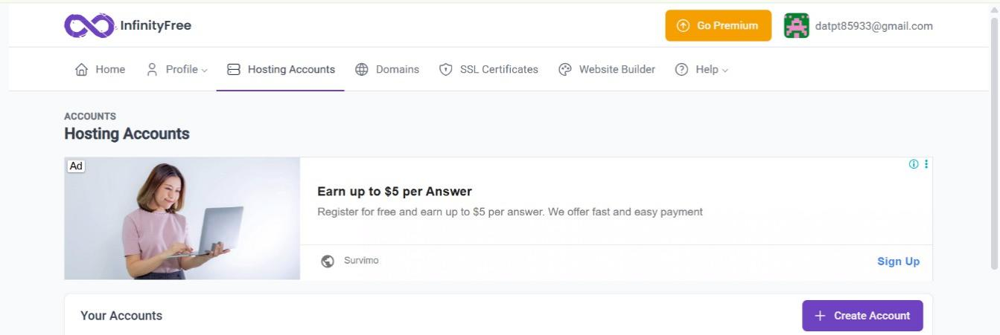 InfinityFree
Go Premium
datpt85933@gmail.com
Home
Profile
Hosting Accounts
Domains
SSL Certificates
Website Builder
Help
ACCOUNTS
Hosting Accounts
Ad
Earn up to $5 per Answer
Register for free and earn up to $5 per answer. We offer fast and easy payment
Survimo
Sign Up
Your Accounts
Create Account